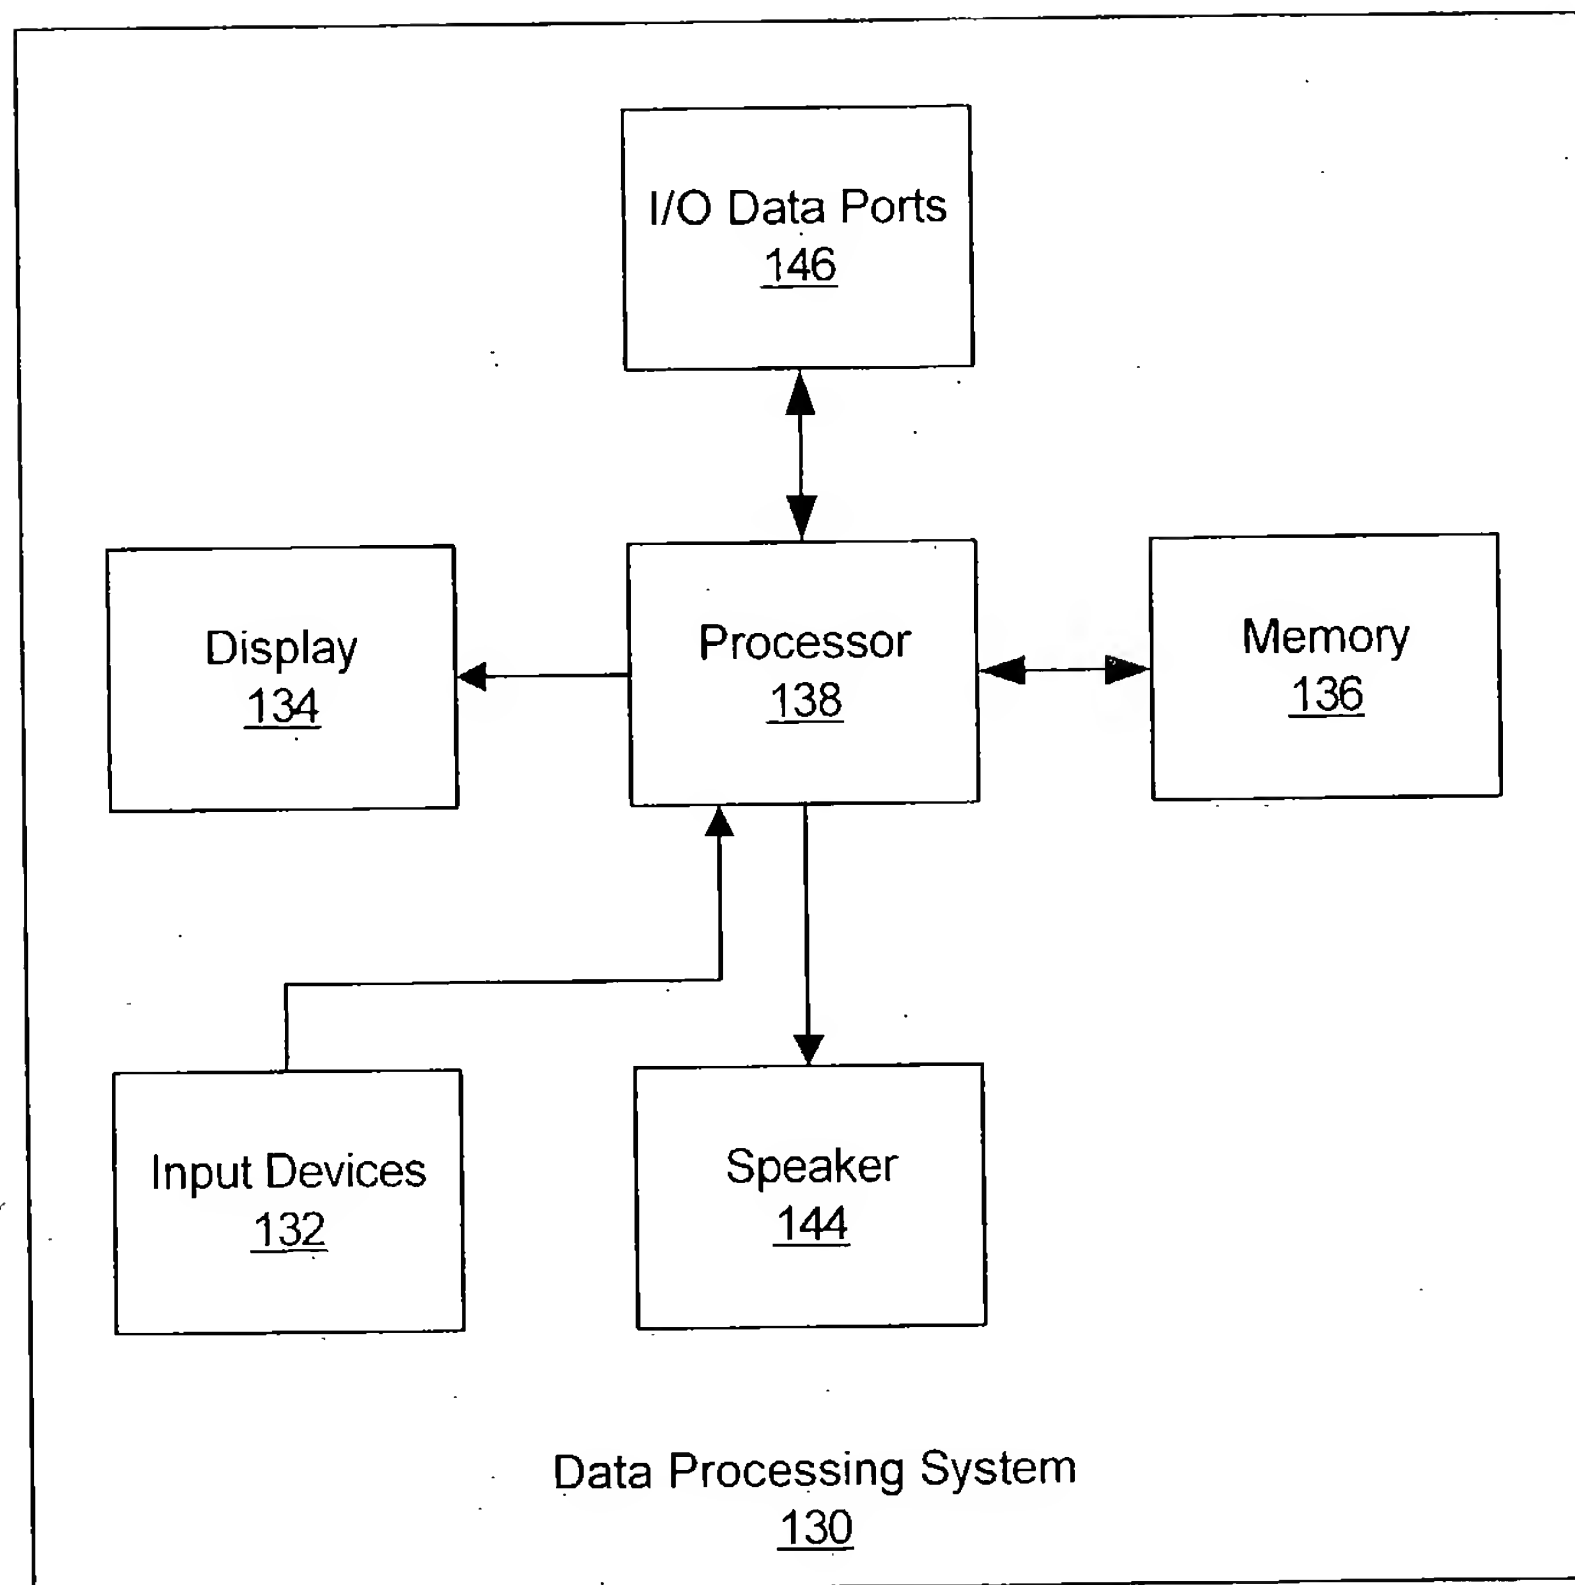 I/O Data Ports
146
Display
134
Processor
138
Memory
136
Input Devices
132
Speaker
144
Data Processing System
130